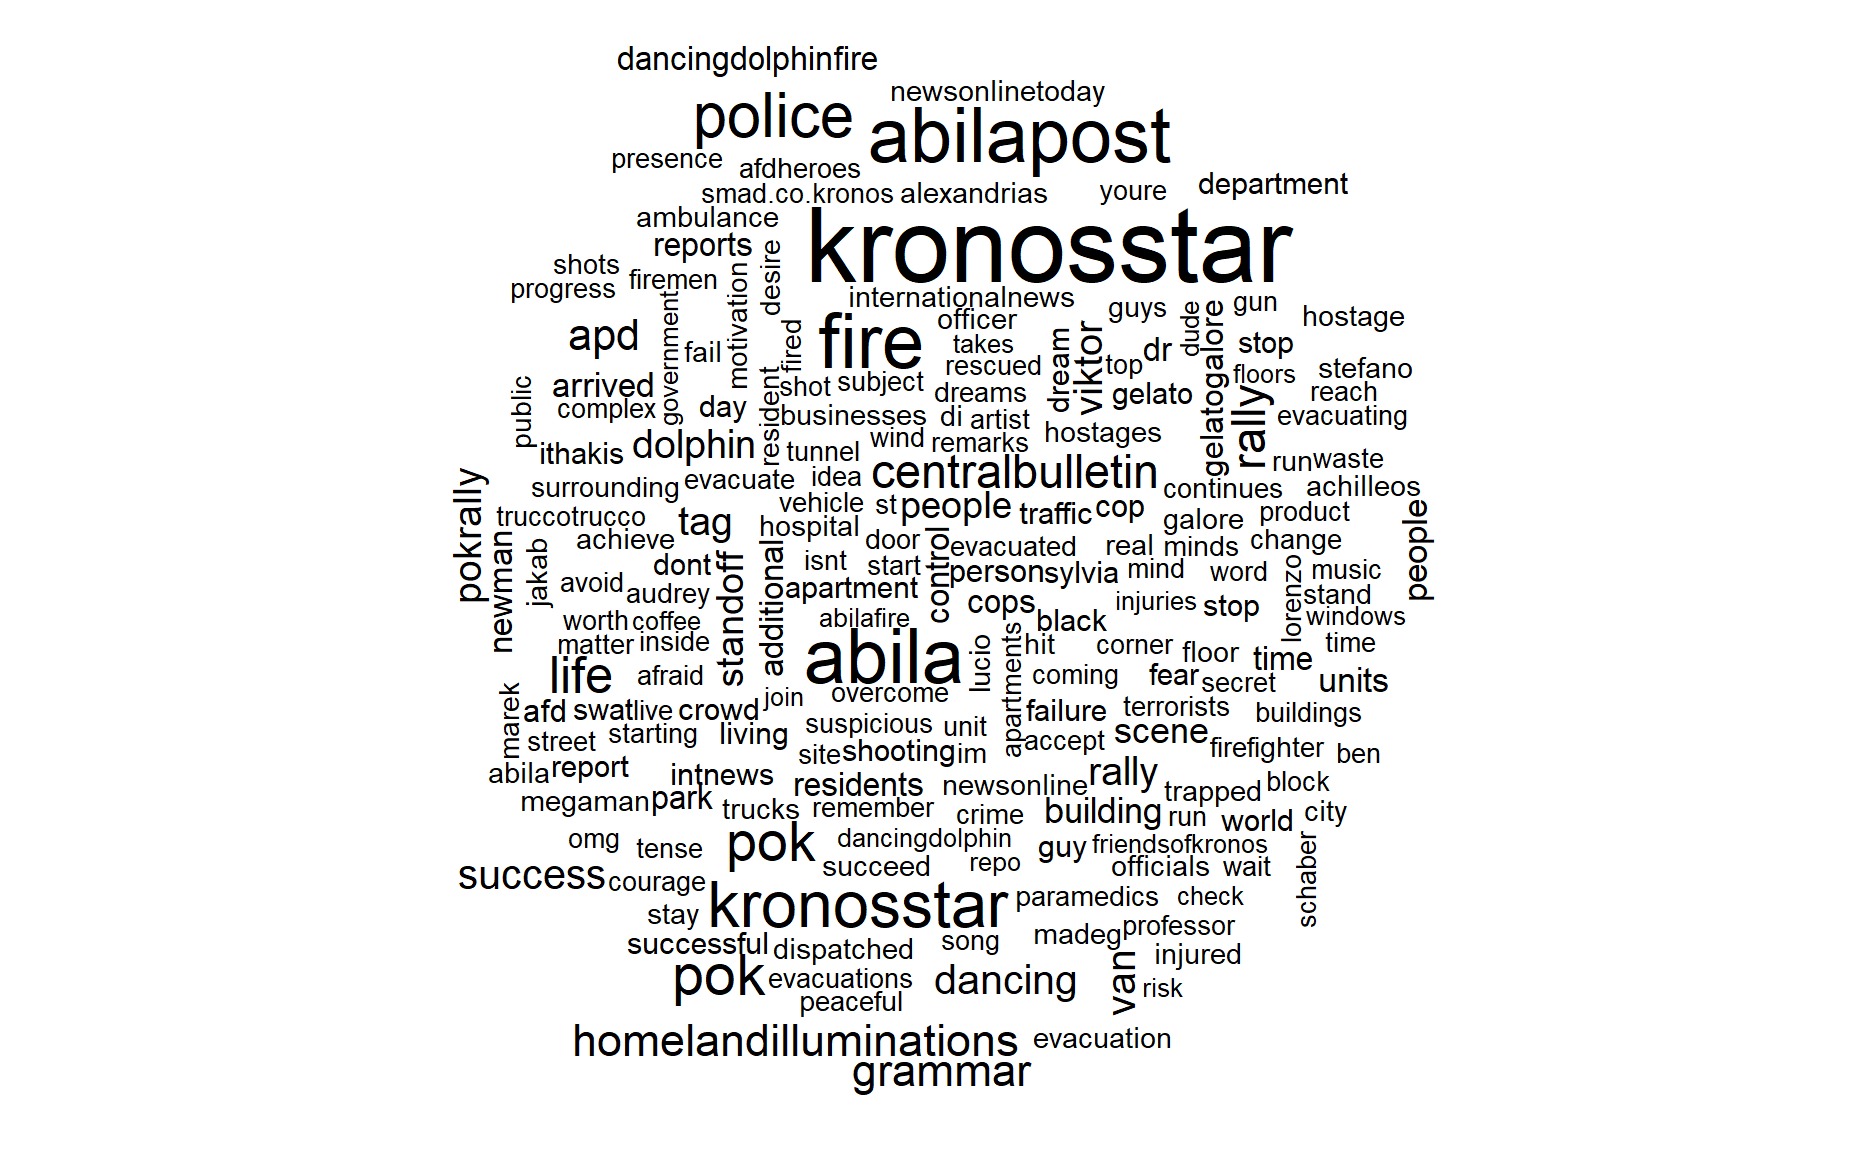 dancingdolphinfire
newsonlinetoday
police
abilapost
presence
afdheroes
smad.co.kronos
alexandrias
youre
department
ambulance
kronosstar
reports
shots
firemen
progress
desire
motivation
government
internationalnews
guys
gun
hostage
apd
fail
fired
fire
officer
takes
rescued
dream
viktor
top
dr
dude
gelatogalore
stop
floors
stefano
reach
arrived
complex
day
public
resident
shot
subject
dreams
gelato
rally
evacuating
businesses
di
artist
hostages
ithakis
dolphin
tunnel
wind
remarks
run
waste
surrounding
evacuate
idea
centralbulletin
continues
achilleos
pokrally
truccotrucco
tag
vehicle
st
people
traffic
cop
galore
product
people
hospital
newman
achieve
jakab
dont
standoff
additional
isnt
door
start
control
evacuated
real
minds
change
avoid
audrey
apartment
person
sylvia
mind
word
lorenzo
music
stand
worth
coffee
abilafire
cops
black
injuries
stop
windows
matter
inside
abila
lucio
apartments
hit
corner
floor
time
time
life
afraid
join
overcome
coming
fear
secret
units
marek
afd
swat
live
crowd
suspicious
unit
failure
terrorists
buildings
street
starting
living
site
shooting
im
accept
scene
firefighter
ben
abila
report
intnews
residents
newsonline
rally
trapped
block
megaman
park
trucks
remember
crime
building
run
world
city
omg
tense
pok
dancingdolphin
guy
friendsofkronos
schaber
success
courage
succeed
repo
officials
wait
stay
kronosstar
paramedics
check
successful
dispatched
song
madeg
professor
injured
pok
evacuations
dancing
van
risk
peaceful
homelandilluminations
evacuation
grammar